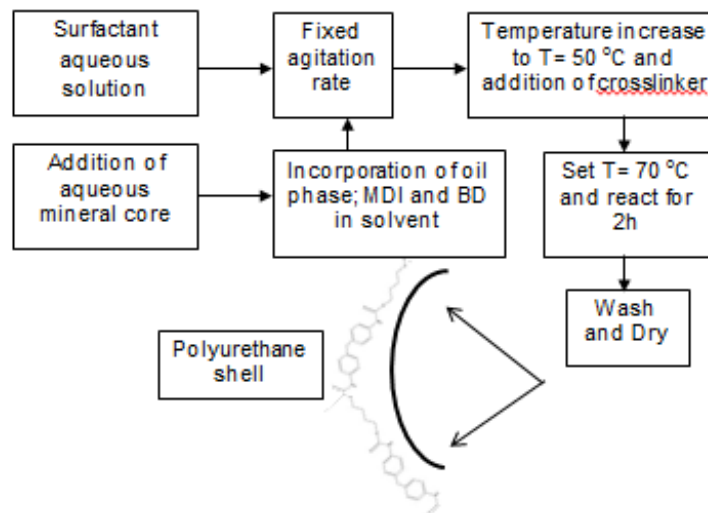 Surfactant
aqueous
solution
Fixed
agitation
rate
Temperature increase
to T= 50 °C and
addition of crosslinker
Addition of
aqueous
mineral core
Incorporation of oil
phase; MDI and BD
in solvent
Set T= 70 °C
and react for
2h
Wash
and Dry
Polyurethane
shell